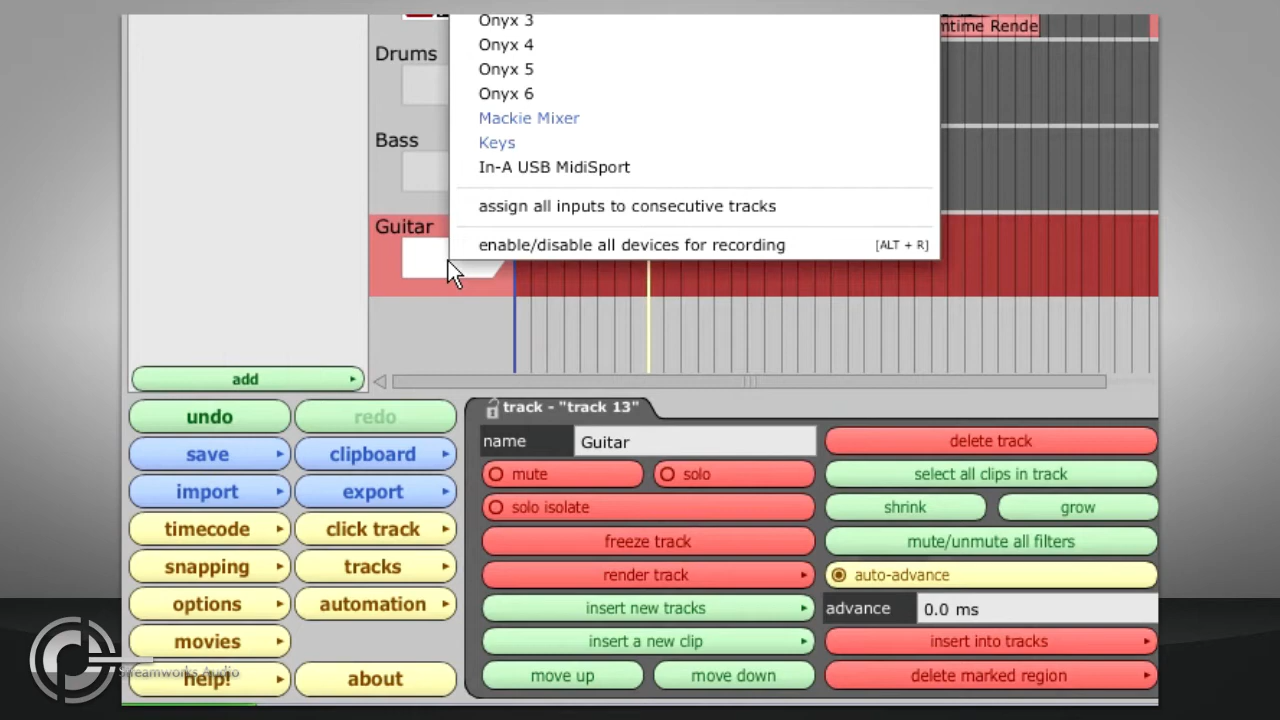 Onyx 3
ntime Rende
Drums
Onyx 4
Onyx 5
Onyx 6
Mackie Mixer
Bass
Keys
In-A USB MidiSport
assign all inputs to consecutive tracks
Guitar
enable/disable all devices for recording [ALT + R]
add
undo redo
save clipboard
import export
timecode click track
snapping tracks
options automation
movies
help! about
track - "track 13"
name Guitar
mute solo
solo isolate
freeze track
render track
insert new tracks
insert a new clip
move up move down
delete track
select all clips in track
shrink grow
mute/unmute all filters
auto-advance
advance 0.0 ms
insert into tracks
delete marked region
Streamworks Audio